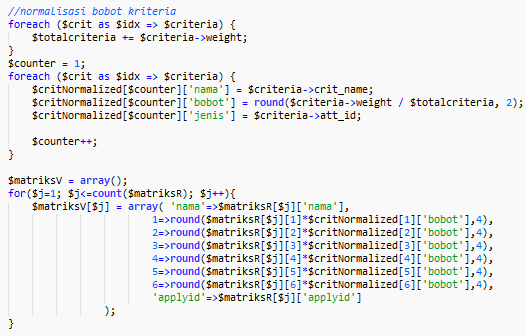 //normalisasi bobot kriteria
foreach ($crit as $idx => $criteria) {
$totalcriteria += $criteria->weight;
}
$counter = 1;
foreach ($crit as $idx => $criteria) {
$critNormalized[$counter]['nama'] = $criteria->crit_name;
$critNormalized[$counter]['bobot'] = round($criteria->weight / $totalcriteria, 2);
$critNormalized[$counter]['jenis'] = $criteria->att_id;
$counter++;
}
$matriksV = array();
for($j=1; $j<=count($matriksR); $j++){
$matriksV[$j] = array( 'nama'=>$matriksR[$j]['nama'],
1=>round($matriksR[$j][1]*$critNormalized[1]['bobot'],4),
2=>round($matriksR[$j][2]*$critNormalized[2]['bobot'],4),
3=>round($matriksR[$j][3]*$critNormalized[3]['bobot'],4),
4=>round($matriksR[$j][4]*$critNormalized[4]['bobot'],4),
5=>round($matriksR[$j][5]*$critNormalized[5]['bobot'],4),
6=>round($matriksR[$j][6]*$critNormalized[6]['bobot'],4),
'applyid'=>$matriksR[$j]['applyid']
);
}